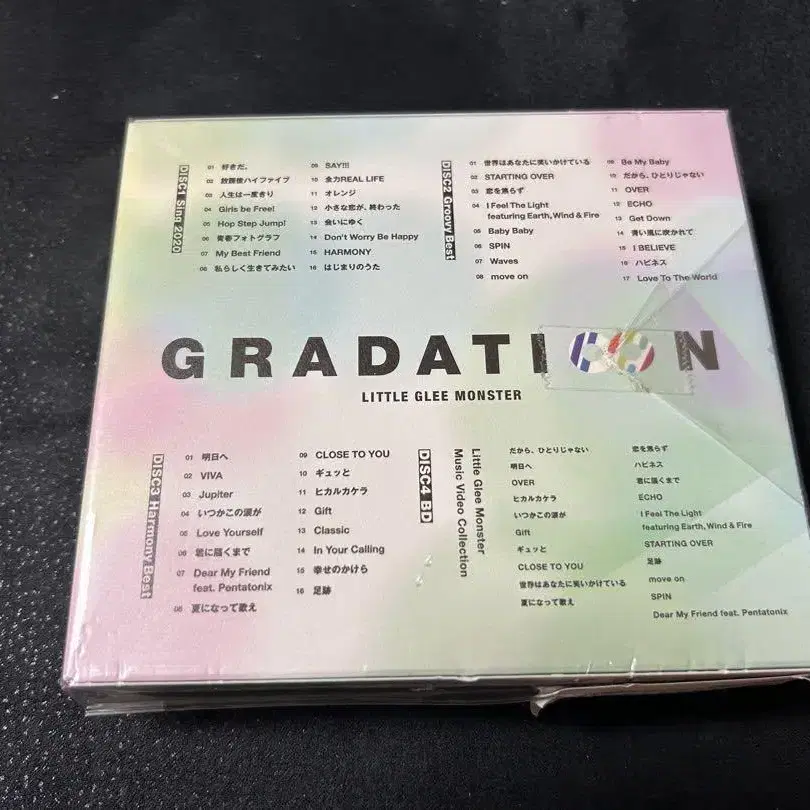 DISC1 5イン! 2020
01 好きだ。
02 放課後ハイファイブ
03 人生は一度きり
04 Girls be Free!
05 Hop Step Jump!
06 青春フォトグラフ
07 My Best Friend
08 私らしく生きてみたい
09 SAY!!!
10 全力REAL LIFE
11 オレンジ
12 小さな恋が、終わった
13 会いにゆく
14 Don't Worry Be Happy
15 HARMONY
16 はじまりのうた
DISC2 Groovy Best
01 世界はあなたに笑いかけている
02 STARTING OVER
03 恋を焦らず
04 I Feel The Light
featuring Earth, Wind & Fire
05 Baby Baby
06 SPIN
07 Waves
08 move on
09 Be My Baby
10 だから、ひとりじゃない
11 OVER
12 ECHO
13 Get Down
14 青い風に吹かれて
15 I BELIEVE
16 ハピネス
17 Love To The World
GRADATI∞N
LITTLE GLEE MONSTER
DISC3 Harmony Best
01 明日へ
02 VIVA
03 Jupiter
04 いつかこの涙が
05 Love Yourself
06 君に届くまで
07 Dear My Friend
feat. Pentatonix
08 夏になって歌え
09 CLOSE TO YOU
10 ギュッと
11 ヒカルカケラ
12 Gift
13 Classic
14 In Your Calling
15 幸せのかけら
16 足跡
DISC4 BD
Little Glee Monster
Music Video Collection
だから、ひとりじゃない
明日へ
OVER
ヒカルカケラ
いつかこの涙が
Gift
ギュッと
CLOSE TO YOU
世界はあなたに笑いかけている
夏になって歌え
恋を焦らず
ハピネス
君に届くまで
ECHO
I Feel The Light
featuring Earth, Wind & Fire
STARTING OVER
足跡
move on
SPIN
Dear My Friend feat. Pentatonix